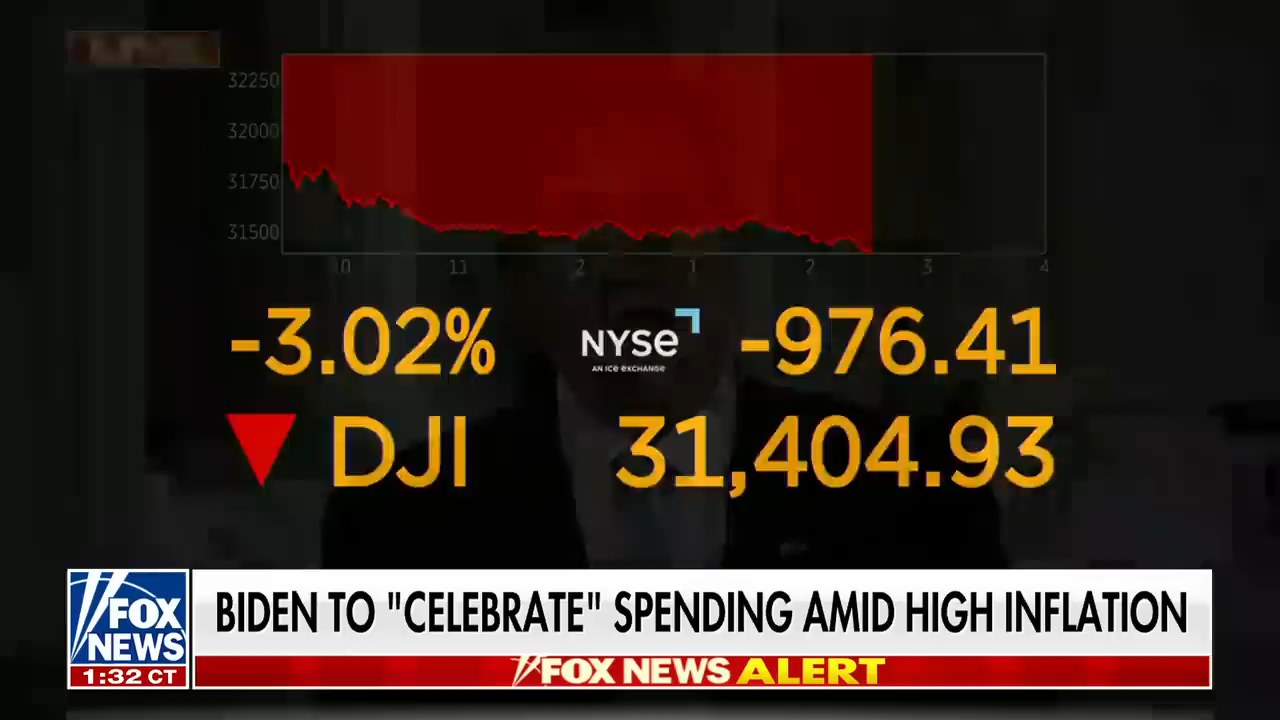 32250
32000
31750
31500
10 11 12 1 2 3 4
-3.02% NYSE -976.41
AN ICE EXCHANGE
DJI 31,404.93
BIDEN TO "CELEBRATE" SPENDING AMID HIGH INFLATION
FOX
NEWS
1:32 CT
FOX NEWS ALERT